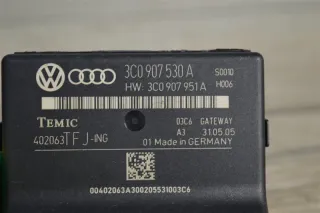 3C0 907 530 A S0010
HW: 3C0 907 951 A H006
TEMIC 03C6 GATEWAY
402063TFJ-ING A3 31.05.05
01 Made in GERMANY
00402063A300205531003C6